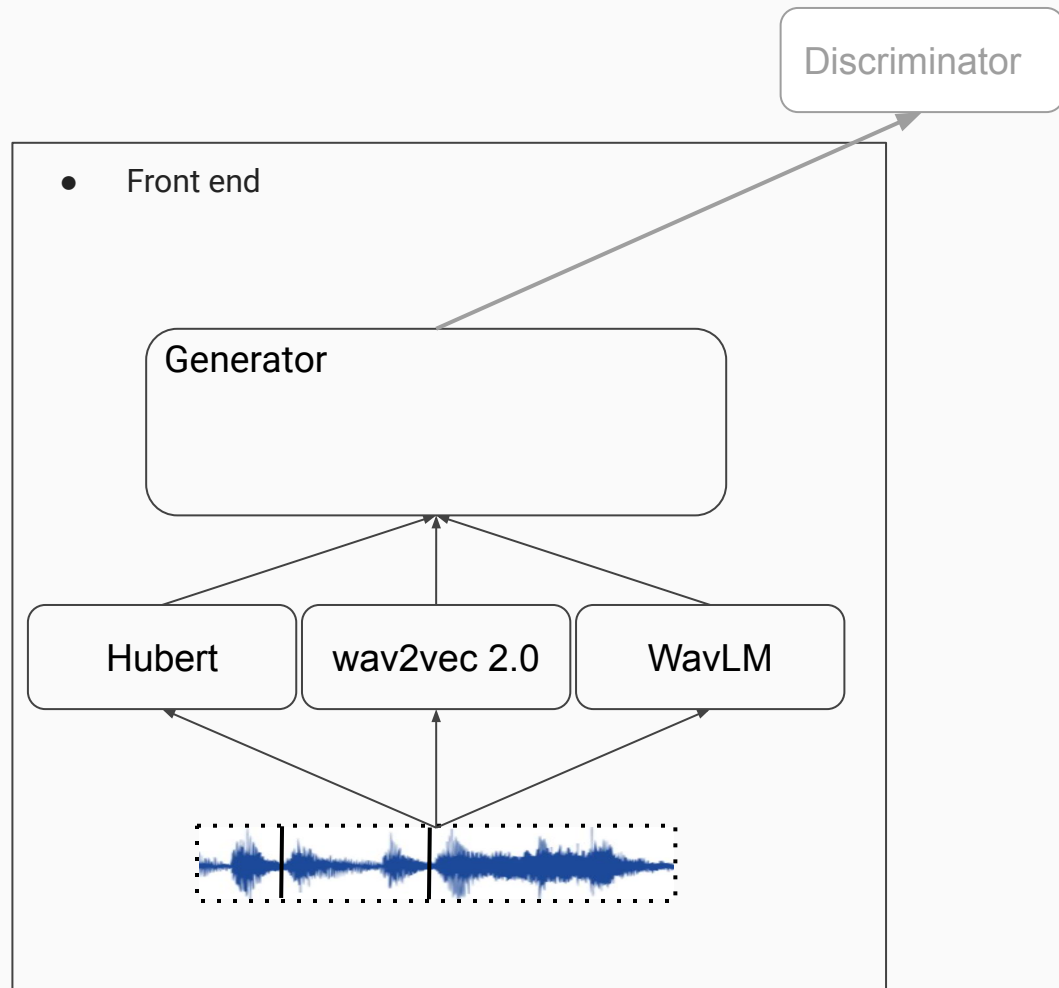 Discriminator
● Front end
Generator
Hubert
wav2vec 2.0
WavLM